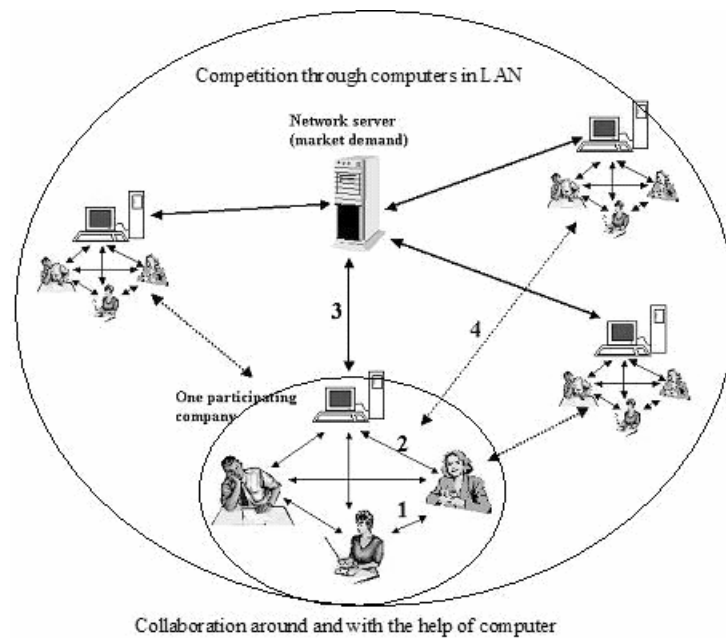 Competition through computers in LAN
Network server
(market demand)
3
4
One participating
company
2
1
Collaboration around and with the help of computer